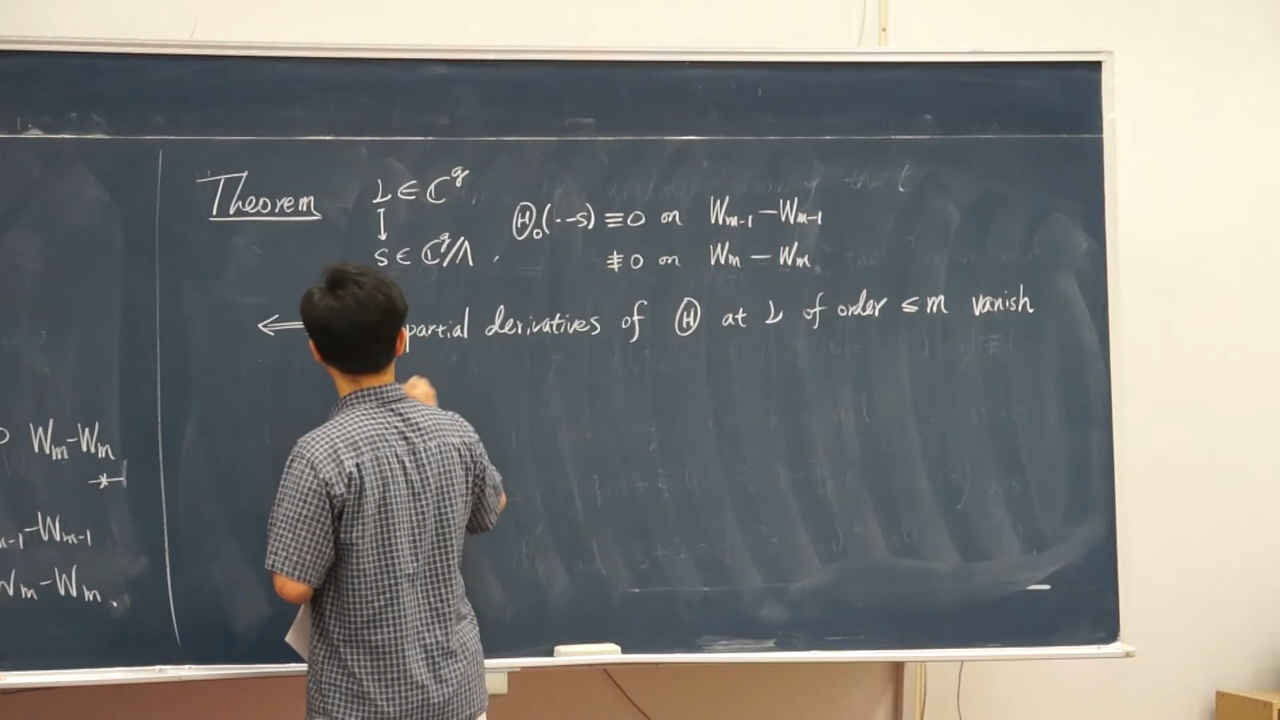 Theorem L ∈ ℂ^g,
↓ Θ₀(·-s) ≡ 0 on W_{m-1} - W_{m-1}
s ∈ ℂ^g/Λ, ≢ 0 on W_m - W_m
⇐ partial derivatives of Θ at L of order ≤ m vanish
W_m - W_m
W_{m-1}
W_m - W_m.